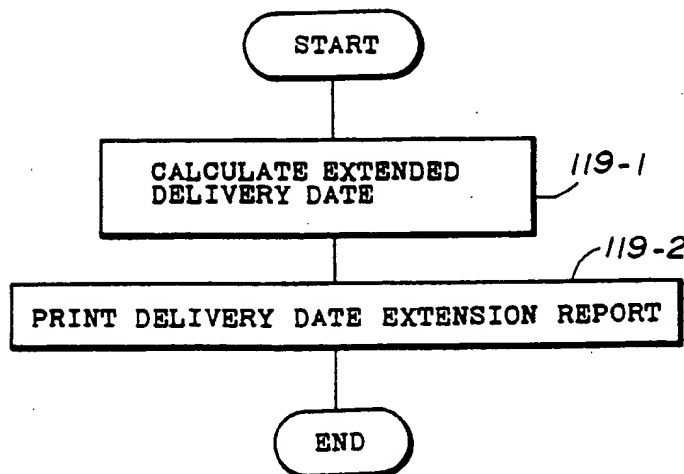 START
CALCULATE EXTENDED
DELIVERY DATE
119-1
119-2
PRINT DELIVERY DATE EXTENSION REPORT
END